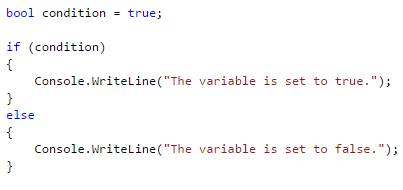 bool condition = true;

if (condition)
{
    Console.WriteLine("The variable is set to true.");
}
else
{
    Console.WriteLine("The variable is set to false.");
}